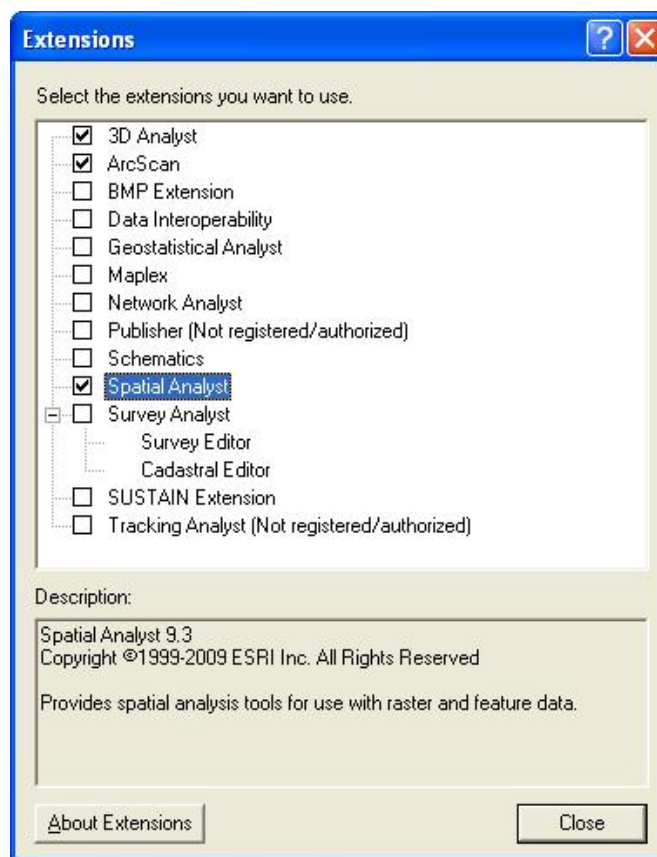 Extensions
Select the extensions you want to use.
3D Analyst
ArcScan
BMP Extension
Data Interoperability
Geostatistical Analyst
Maplex
Network Analyst
Publisher (Not registered/authorized)
Schematics
Spatial Analyst
Survey Analyst
Survey Editor
Cadastral Editor
SUSTAIN Extension
Tracking Analyst (Not registered/authorized)
Description:
Spatial Analyst 9.3
Copyright ©1999-2009 ESRI Inc. All Rights Reserved
Provides spatial analysis tools for use with raster and feature data.
About Extensions
Close